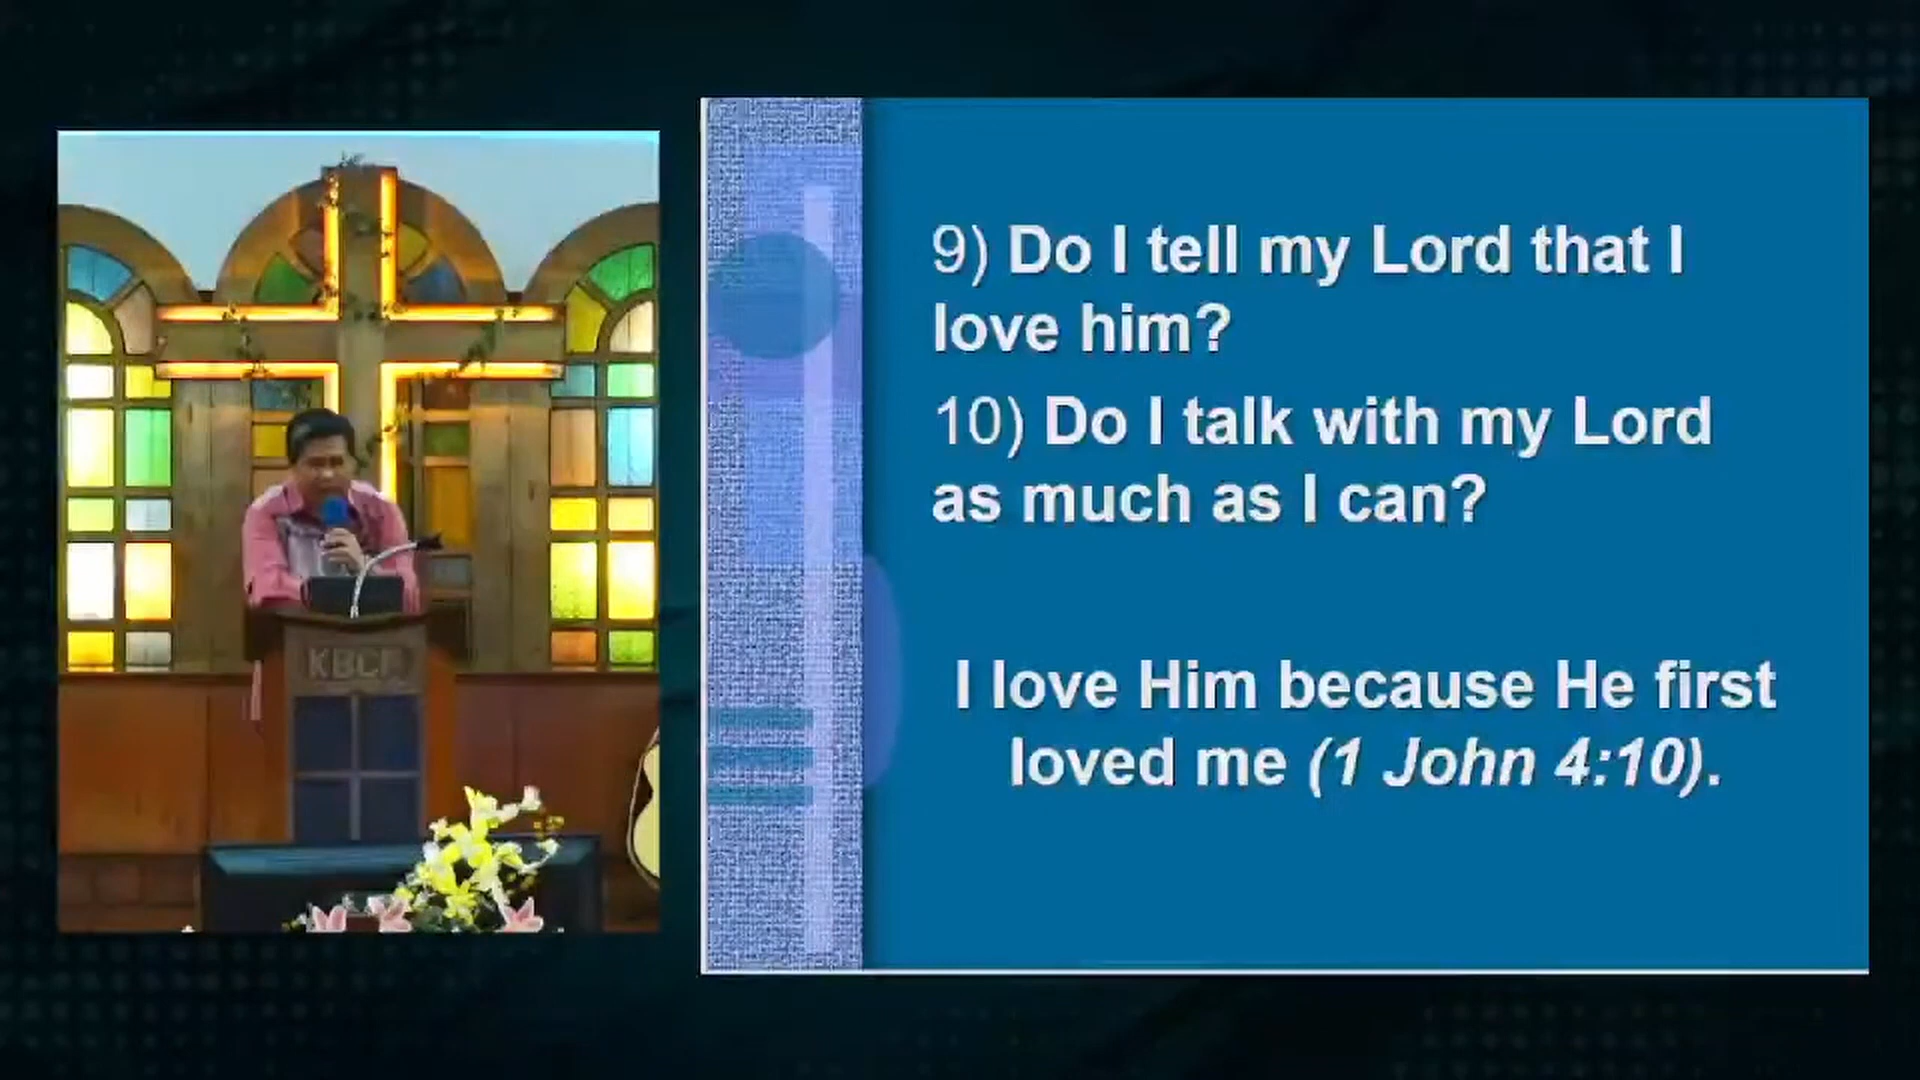 KBCF
9) Do I tell my Lord that I
love him?
10) Do I talk with my Lord
as much as I can?
I love Him because He first
loved me (1 John 4:10).